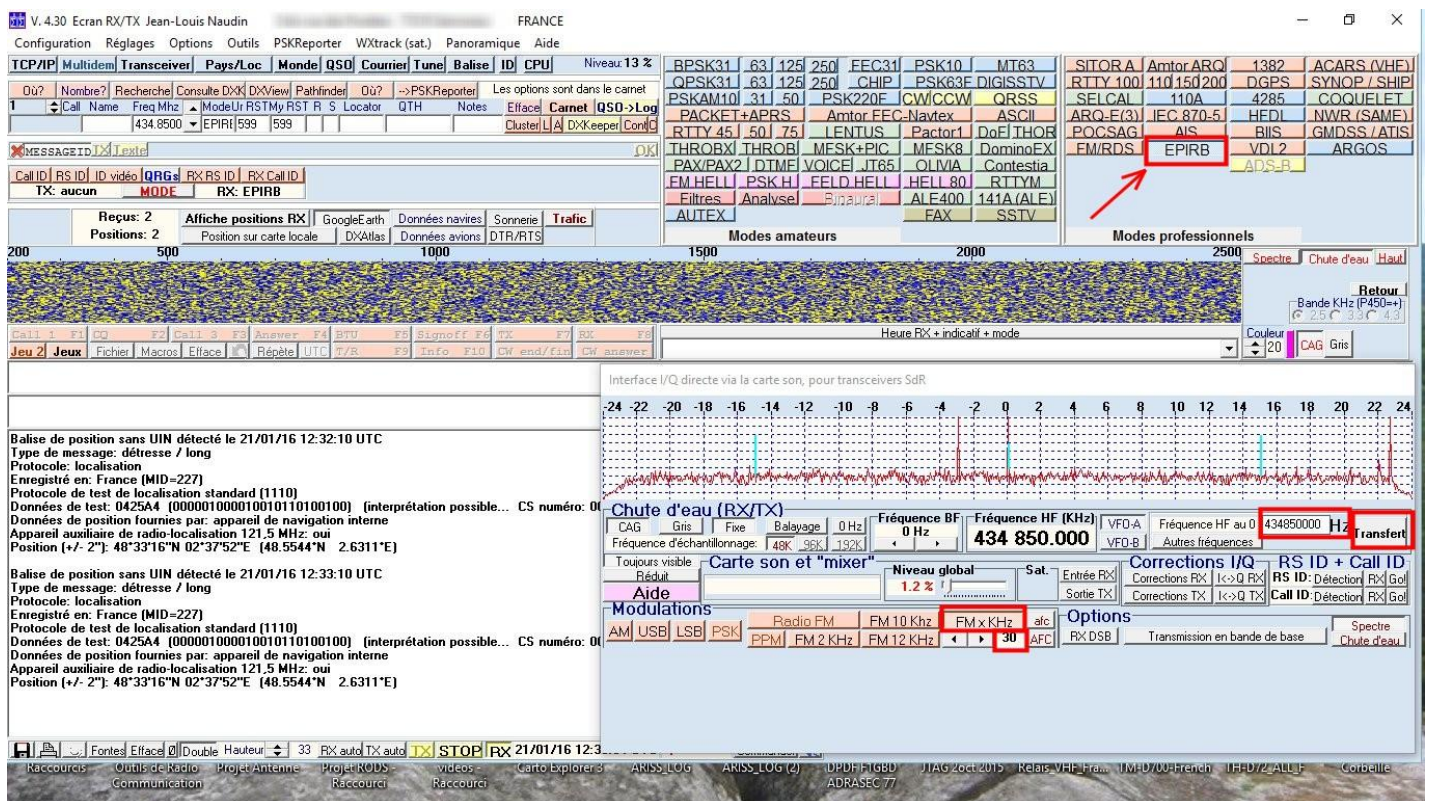 V. 4.30 Ecran RX/TX Jean-Louis Naudin FRANCE
Configuration Réglages Options Outils PSKReporter WXtrack (sat.) Panoramique Aide
TCP/IP Multidem Transceiver Pays/Loc Monde QSO Courrier Tune Balise ID CPU Niveau: 13 %
Où? Nombre? Recherche Consulte DXK DXView Pathfinder Où? -->PSKReporter Les options sont dans le carnet
1 Call Name Freq Mhz Mode Ur RST My RST R S Locator QTH Notes Efface Carnet QSO->Log
434.8500 EPIRB 599 599 Cluster L A DXKeeper Cont C
MESSAGEID TX Texte OK
Call ID RS ID ID vidéo QRGs RX RS ID RX Call ID
TX: aucun MODE RX: EPIRB
Reçus: 2 Affiche positions RX GoogleEarth Données navires Sonnerie Trafic
Positions: 2 Position sur carte locale DXAtlas Données avions DTR/RTS
BPSK31 63 125 250 FEC31 PSK10 MT63
QPSK31 63 125 250 CHIP PSK63F DIGISSTV
PSKAM10 31 50 PSK220F CW CCW QRSS
PACKET+APRS Amtor FEC-Navtex ASCII
RTTY 45 50 75 LENTUS Pactor1 DoF THOR
THROBX THROB MFSK+PIC MFSK8 DominoEX
PAX/PAX2 DTMF VOICE JT65 OLIVIA Contestia
FM HELL PSK H FELD HELL HELL 80 RTTYM
Filtres Analyse Binaural ALE400 141A (ALE)
AUTEX FAX SSTV
Modes amateurs
SITOR A Amtor ARQ 1382 ACARS (VHF)
RTTY 100 110 150 200 DGPS SYNOP / SHIP
SELCAL 110A 4285 COQUELET
ARQ-E(3) IEC 870-5 HFDL NWR (SAME)
POCSAG AIS BIIS GMDSS / ATIS
FM/RDS EPIRB VDL2 ARGOS
ADS-B
Modes professionnels
200 500 1000 1500 2000 2500
Spectre Chute d'eau Haut
Retour
Bande KHz (P450=+)
2.5 3.3 4.3
Call 1 F1 CQ F2 Call 3 F3 Answer F4 BTU F5 Signoff F6 TX F7 RX F8
Jeu 2 Jeux Fichier Macros Efface Répète UTC T/R F9 Info F10 CW end/fin CW answer
Heure RX + indicatif + mode
Couleur
20 CAG Gris
Balise de position sans UIN détecté le 21/01/16 12:32:10 UTC
Type de message: détresse / long
Protocole: localisation
Enregistré en: France (MID=227)
Protocole de test de localisation standard (1110)
Données de test: 0425A4 (000001000010010110100100) (interprétation possible... CS numéro:
Données de position fournies par: appareil de navigation interne
Appareil auxiliaire de radio-localisation 121,5 MHz: oui
Position (+/- 2"): 48°33'16"N 02°37'52"E (48.5544°N 2.6311°E)
Balise de position sans UIN détecté le 21/01/16 12:33:10 UTC
Type de message: détresse / long
Protocole: localisation
Enregistré en: France (MID=227)
Protocole de test de localisation standard (1110)
Données de test: 0425A4 (000001000010010110100100) (interprétation possible... CS numéro:
Données de position fournies par: appareil de navigation interne
Appareil auxiliaire de radio-localisation 121,5 MHz: oui
Position (+/- 2"): 48°33'16"N 02°37'52"E (48.5544°N 2.6311°E)
Interface I/Q directe via la carte son, pour transceivers SdR
-24 -22 -20 -18 -16 -14 -12 -10 -8 -6 -4 -2 0 2 4 6 8 10 12 14 16 18 20 22 24
Chute d'eau (RX/TX)
CAG Gris Fixe Balayage 0 Hz
Fréquence d'échantillonnage: 48K 96K 192K
Fréquence BF
0 Hz
Fréquence HF (KHz)
434 850.000
VFO-A Fréquence HF au 0 434850000 Hz Transfert
VFO-B Autres fréquences
Toujours visible
Réduit
Aide
Carte son et "mixer"
Niveau global
1.2 %
Sat.
Entrée RX
Sortie TX
Corrections I/Q
Corrections RX I<->Q RX
Corrections TX I<->Q TX
RS ID + Call ID
RS ID: Détection RX Go!
Call ID: Détection RX Go!
Modulations
AM USB LSB PSK
Radio FM FM 10 Khz FM x KHz afc
PPM FM 2 KHz FM 12 KHz 30 AFC
Options
RX DSB Transmission en bande de base
Spectre
Chute d'eau
Fontes Efface Ø Double Hauteur 33 RX auto TX auto TX STOP RX 21/01/16
Raccourcis Outils de Radio Communication Projet Antenne Projet RODS - Raccourci videos - Raccourci Carto Explorer 3 ARISS_LOG ARISS_LOG (2) ADRASEC 77 JTAG 2oct 2015 Relais_VHF_Fra... TM-D700-French TH-D72_ALL_F Corbeille